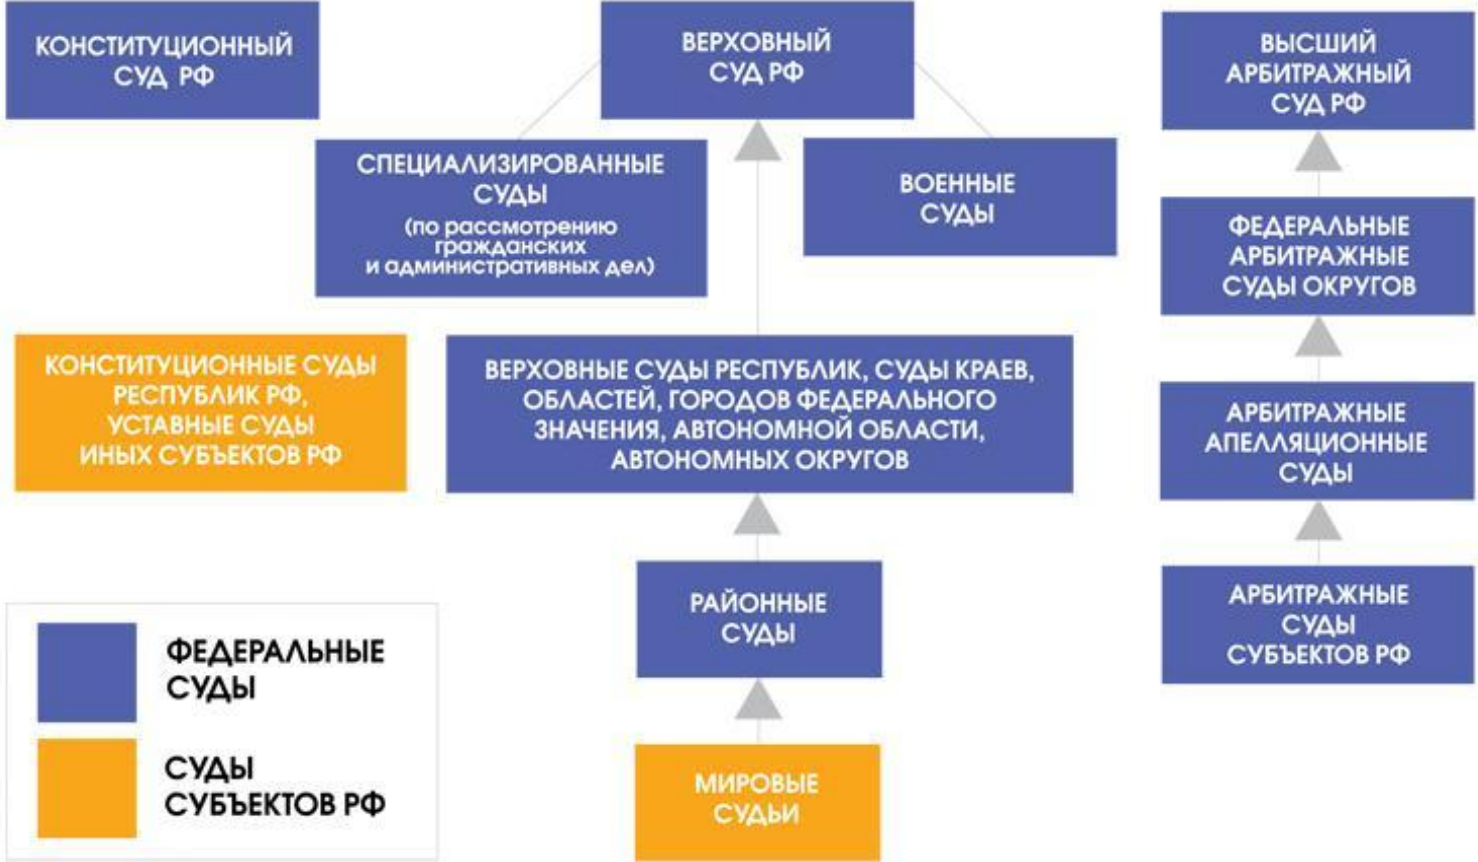 КОНСТИТУЦИОННЫЙ
СУД РФ
ВЕРХОВНЫЙ
СУД РФ
ВЫСШИЙ
АРБИТРАЖНЫЙ
СУД РФ
СПЕЦИАЛИЗИРОВАННЫЕ
СУДЫ
(по рассмотрению
гражданских
и административных дел)
ВОЕННЫЕ
СУДЫ
ФЕДЕРАЛЬНЫЕ
АРБИТРАЖНЫЕ
СУДЫ ОКРУГОВ
КОНСТИТУЦИОННЫЕ СУДЫ
РЕСПУБЛИК РФ,
УСТАВНЫЕ СУДЫ
ИНЫХ СУБЪЕКТОВ РФ
ВЕРХОВНЫЕ СУДЫ РЕСПУБЛИК, СУДЫ КРАЕВ,
ОБЛАСТЕЙ, ГОРОДОВ ФЕДЕРАЛЬНОГО
ЗНАЧЕНИЯ, АВТОНОМНОЙ ОБЛАСТИ,
АВТОНОМНЫХ ОКРУГОВ
АРБИТРАЖНЫЕ
АПЕЛЛЯЦИОННЫЕ
СУДЫ
РАЙОННЫЕ
СУДЫ
АРБИТРАЖНЫЕ
СУДЫ
СУБЪЕКТОВ РФ
ФЕДЕРАЛЬНЫЕ
СУДЫ
СУДЫ
СУБЪЕКТОВ РФ
МИРОВЫЕ
СУДЬИ